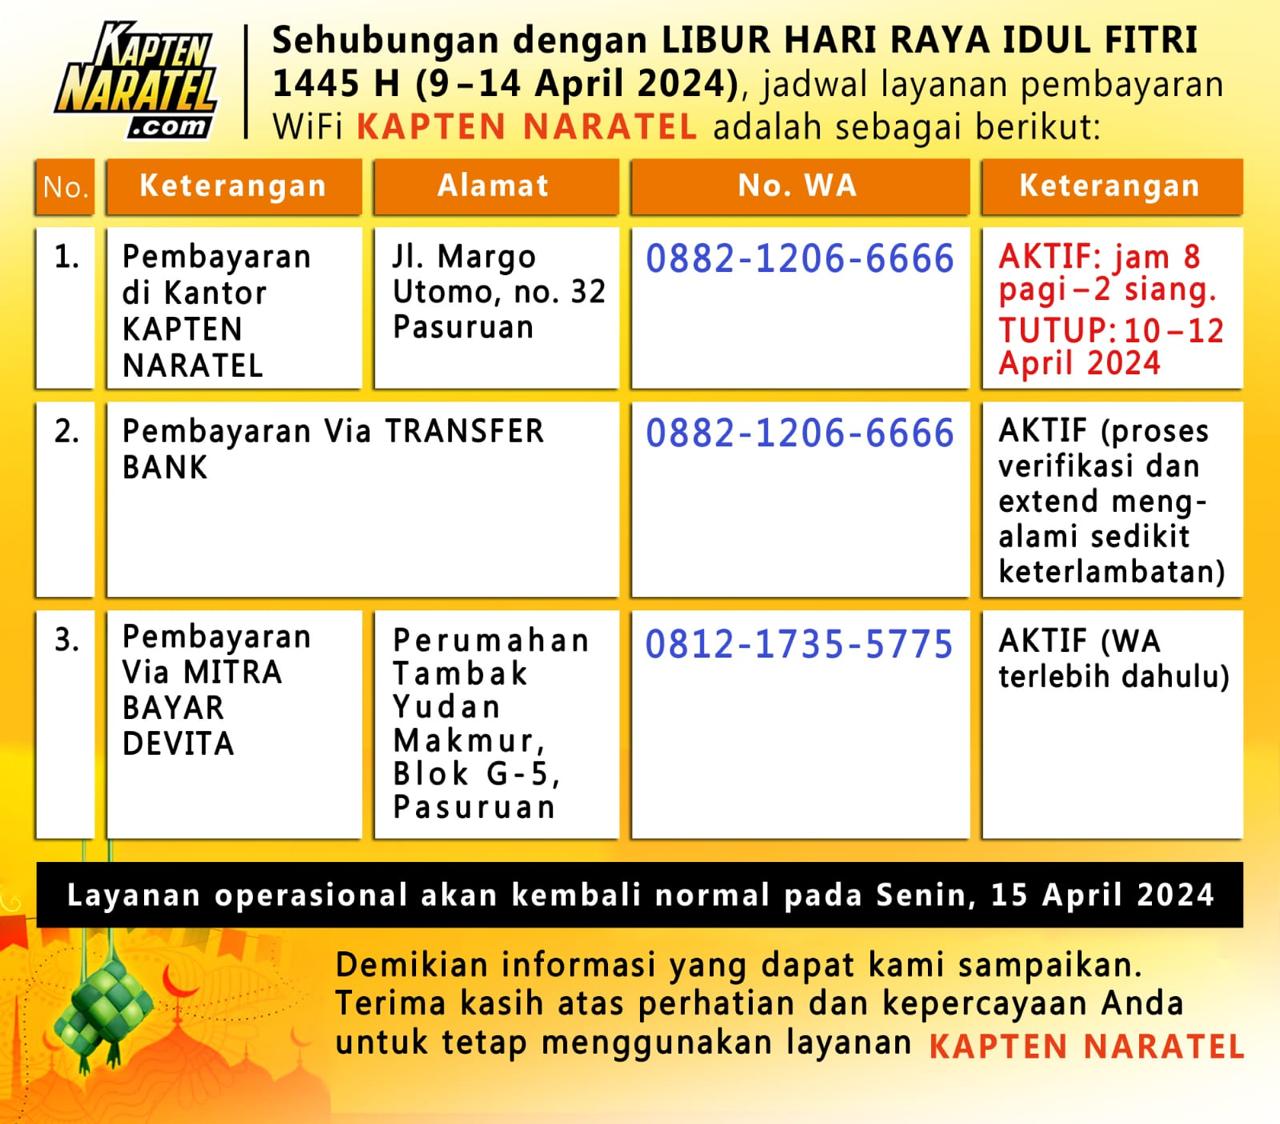 KAPTEN
NARATEL
.com
Sehubungan dengan LIBUR HARI RAYA IDUL FITRI
1445 H (9–14 April 2024), jadwal layanan pembayaran
WiFi KAPTEN NARATEL adalah sebagai berikut:
No.
Keterangan
Alamat
No. WA
Keterangan
1.
Pembayaran
di Kantor
KAPTEN
NARATEL
Jl. Margo
Utomo, no. 32
Pasuruan
0882-1206-6666
AKTIF: jam 8
pagi–2 siang.
TUTUP: 10–12
April 2024
2.
Pembayaran Via TRANSFER
BANK
0882-1206-6666
AKTIF (proses
verifikasi dan
extend meng-
alami sedikit
keterlambatan)
3.
Pembayaran
Via MITRA
BAYAR
DEVITA
Perumahan
Tambak
Yudan
Makmur,
Blok G-5,
Pasuruan
0812-1735-5775
AKTIF (WA
terlebih dahulu)
Layanan operasional akan kembali normal pada Senin, 15 April 2024
Demikian informasi yang dapat kami sampaikan.
Terima kasih atas perhatian dan kepercayaan Anda
untuk tetap menggunakan layanan KAPTEN NARATEL